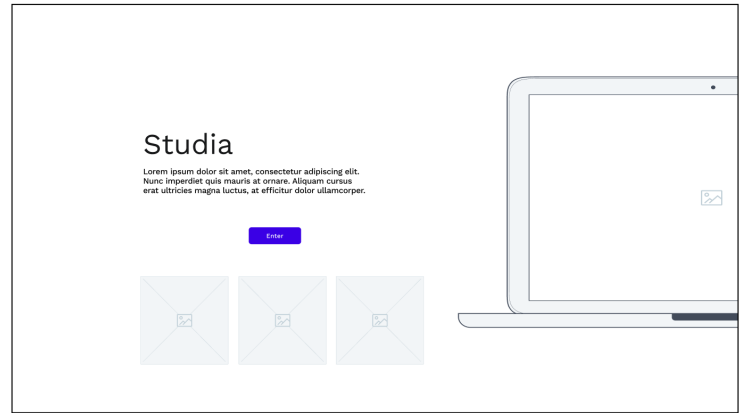 Studia
Lorem ipsum dolor sit amet, consectetur adipiscing elit.
Nunc imperdiet quis mauris at ornare. Aliquam cursus
erat ultricies magna luctus, at efficitur dolor ullamcorper.
Enter